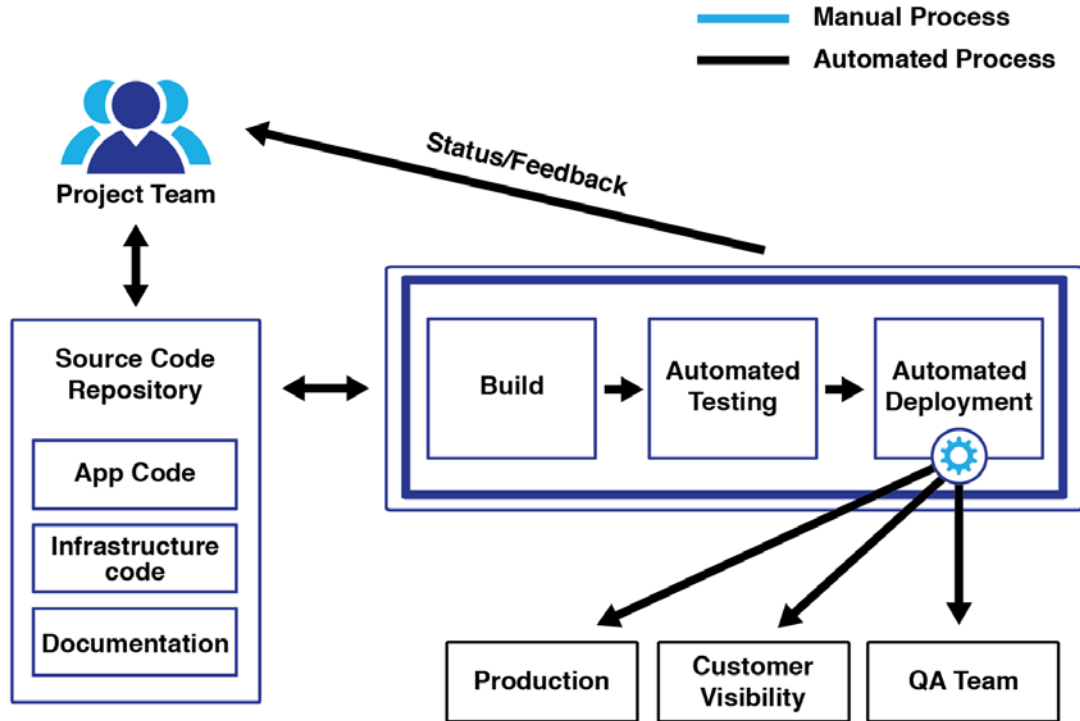 Manual Process
Automated Process
Status/Feedback
Project Team
Source Code
Repository
App Code
Infrastructure
code
Documentation
Build
Automated
Testing
Automated
Deployment
Production
Customer
Visibility
QA Team